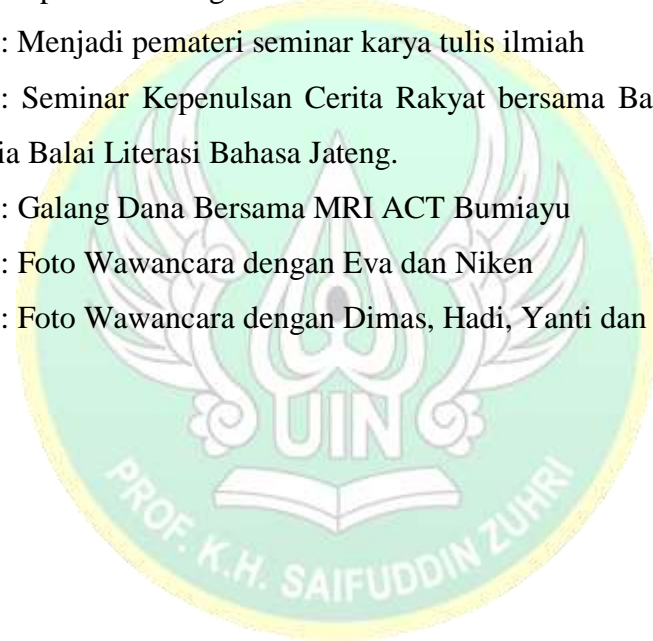 : Menjadi pemateri seminar karya tulis ilmiah
: Seminar Kepenulsan Cerita Rakyat bersama Ba
ia Balai Literasi Bahasa Jateng.
: Galang Dana Bersama MRI ACT Bumiayu
: Foto Wawancara dengan Eva dan Niken
: Foto Wawancara dengan Dimas, Hadi, Yanti dan
UIN
PROF. K.H. SAIFUDDIN ZUHRI